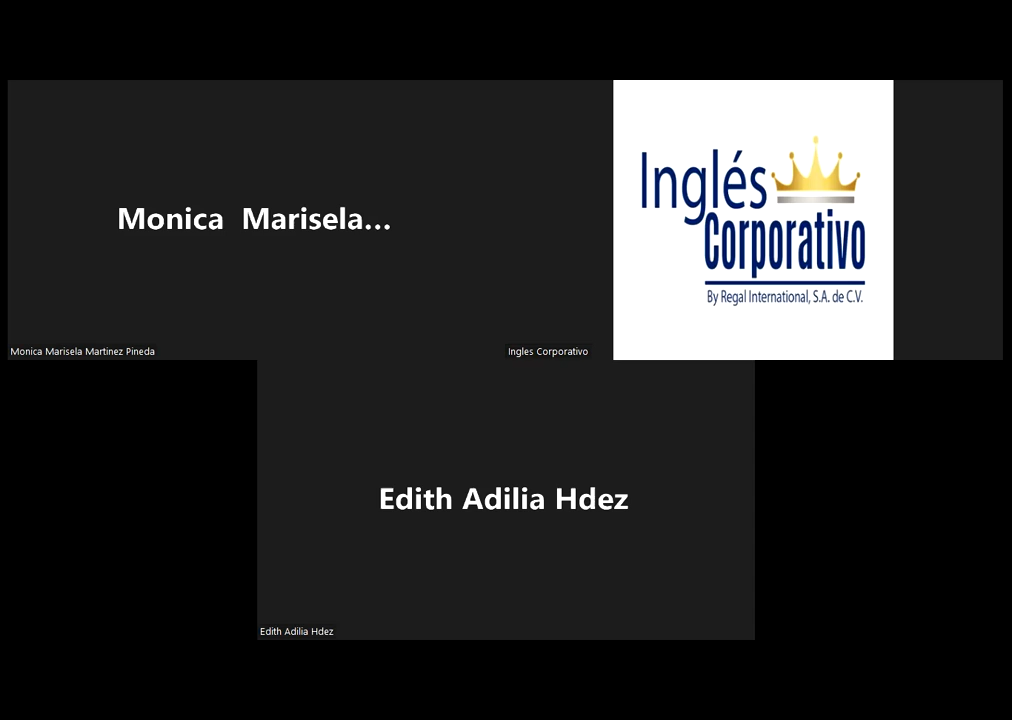 Monica  Marisela...
Monica Marisela Martinez Pineda
Inglés
Corporativo
By Regal International, S.A. de C.V.
Ingles Corporativo
Edith Adilia Hdez
Edith Adilia Hdez